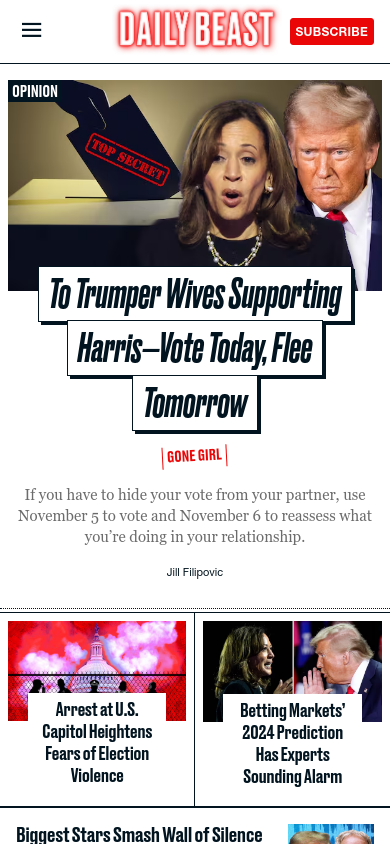 DAILY BEAST
SUBSCRIBE
OPINION
TOP SECRET
To Trumper Wives Supporting
Harris—Vote Today, Flee
Tomorrow
GONE GIRL
If you have to hide your vote from your partner, use
November 5 to vote and November 6 to reassess what
you’re doing in your relationship.
Jill Filipovic
Arrest at U.S.
Capitol Heightens
Fears of Election
Violence
Betting Markets’
2024 Prediction
Has Experts
Sounding Alarm
Biggest Stars Smash Wall of Silence